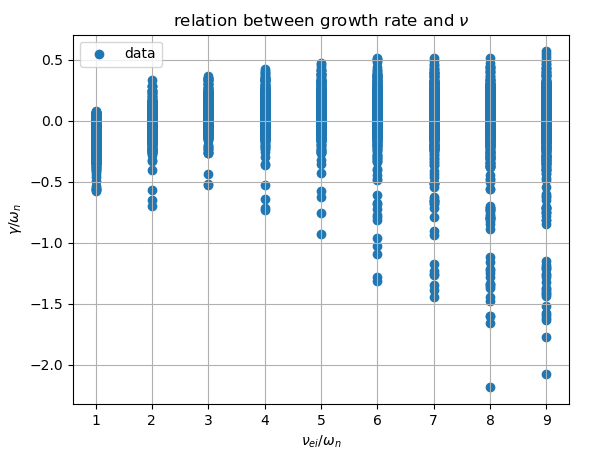 relation between growth rate and ν
data
γ/ωₙ
0.5
0.0
−0.5
−1.0
−1.5
−2.0
1 2 3 4 5 6 7 8 9
νₑᵢ/ωₙ